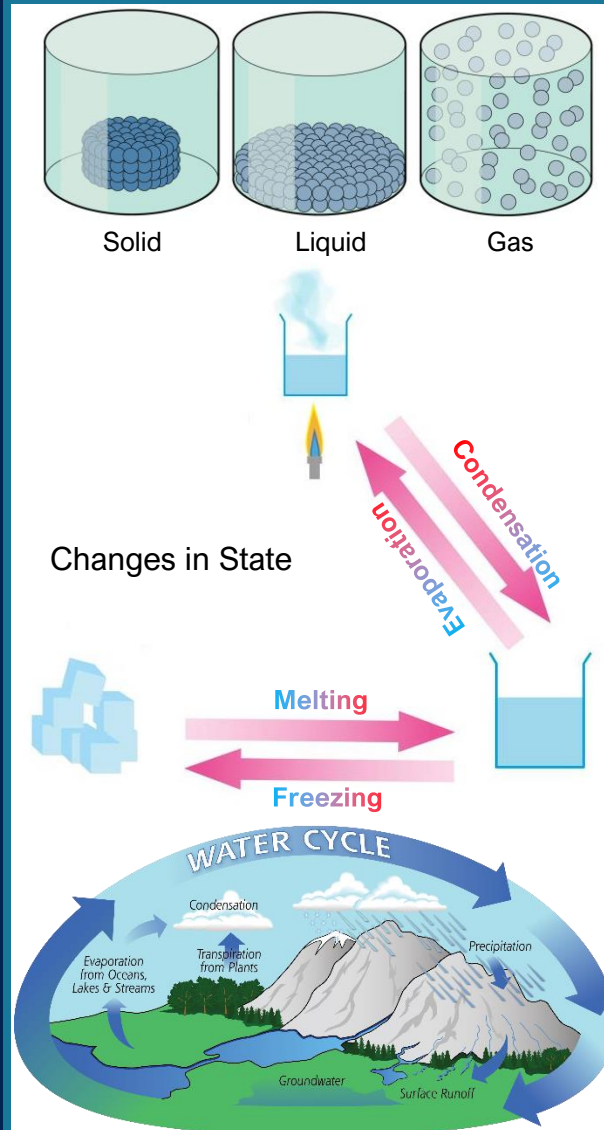 Solid
Liquid
Gas
Condensation
Evaporation
Changes in State
Melting
Freezing
WATER CYCLE
Condensation
Precipitation
Evaporation
from Oceans,
Lakes & Streams
Transpiration
from Plants
Groundwater
Surface Runoff